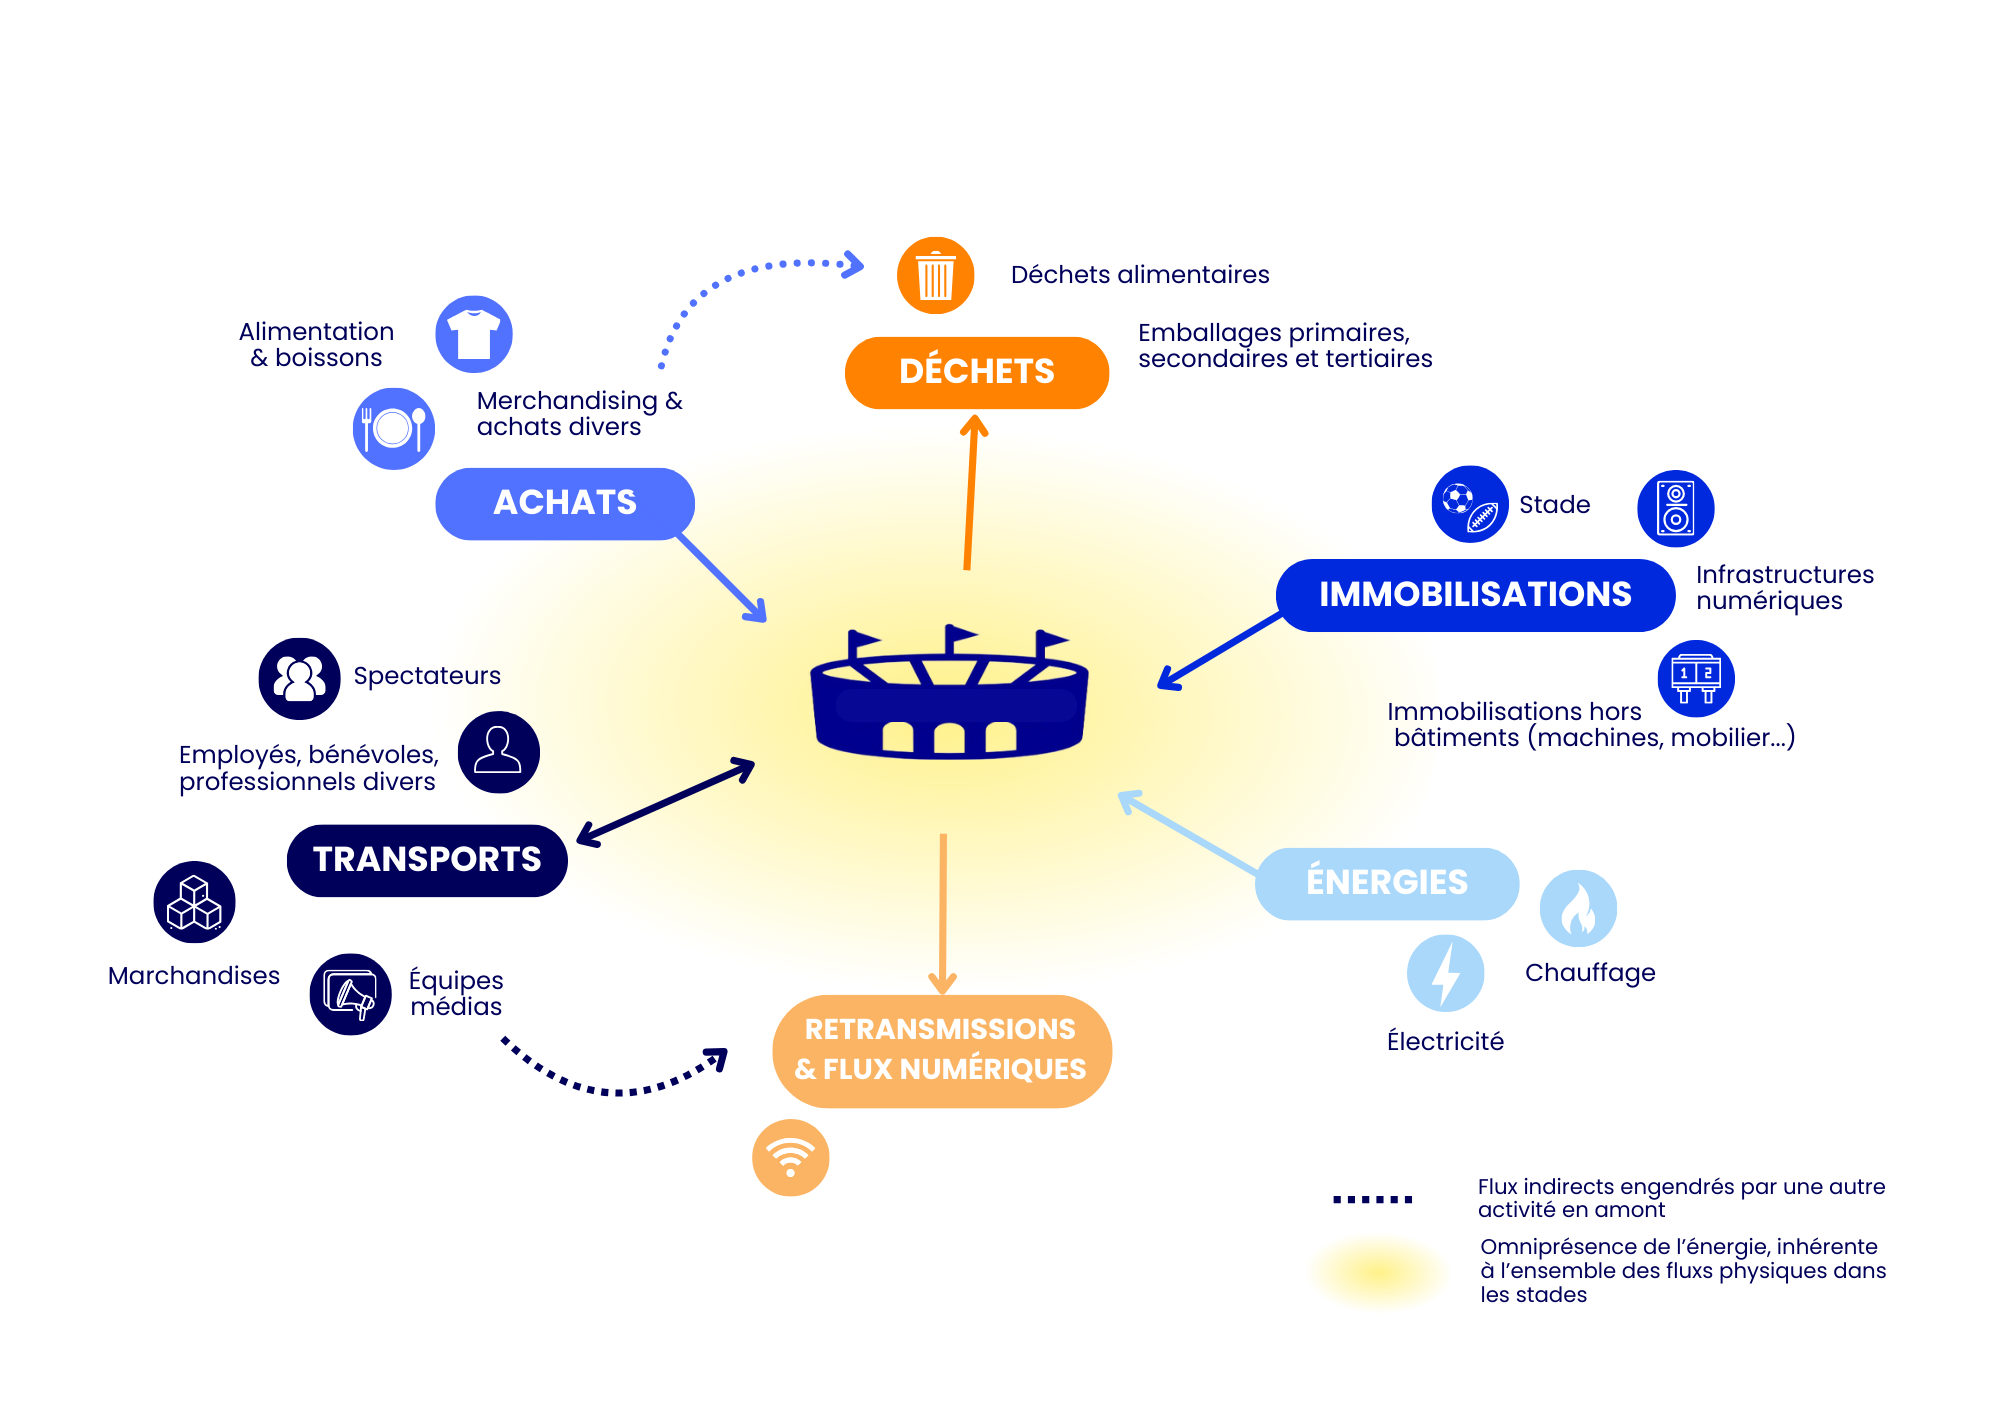 Déchets alimentaires
Emballages primaires,
secondaires et tertiaires
DÉCHETS
Alimentation
& boissons
Merchandising &
achats divers
ACHATS
Stade
Infrastructures
numériques
IMMOBILISATIONS
Immobilisations hors
bâtiments (machines, mobilier...)
1 2
Spectateurs
Employés, bénévoles,
professionnels divers
TRANSPORTS
Marchandises
Équipes
médias
ÉNERGIES
Chauffage
Électricité
RETRANSMISSIONS
& FLUX NUMÉRIQUES
Flux indirects engendrés par une autre
activité en amont
Omniprésence de l'énergie, inhérente
à l'ensemble des fluxs physiques dans
les stades